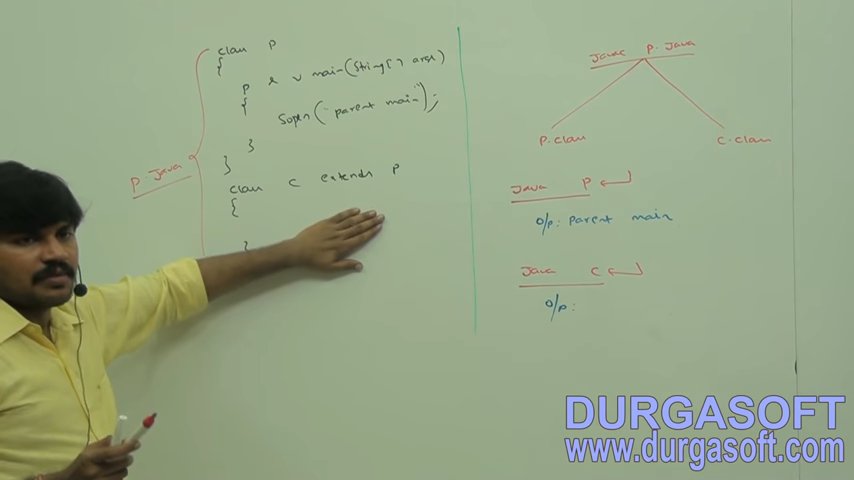 class P
{
P s v main(String[] args)
{
Sopln("parent main");
}
}
P.Java
class C extends P
{
}
Javac P.Java
P.class C.class
Java P
O/P: parent main
Java C
O/P:
DURGASOFT
www.durgasoft.com